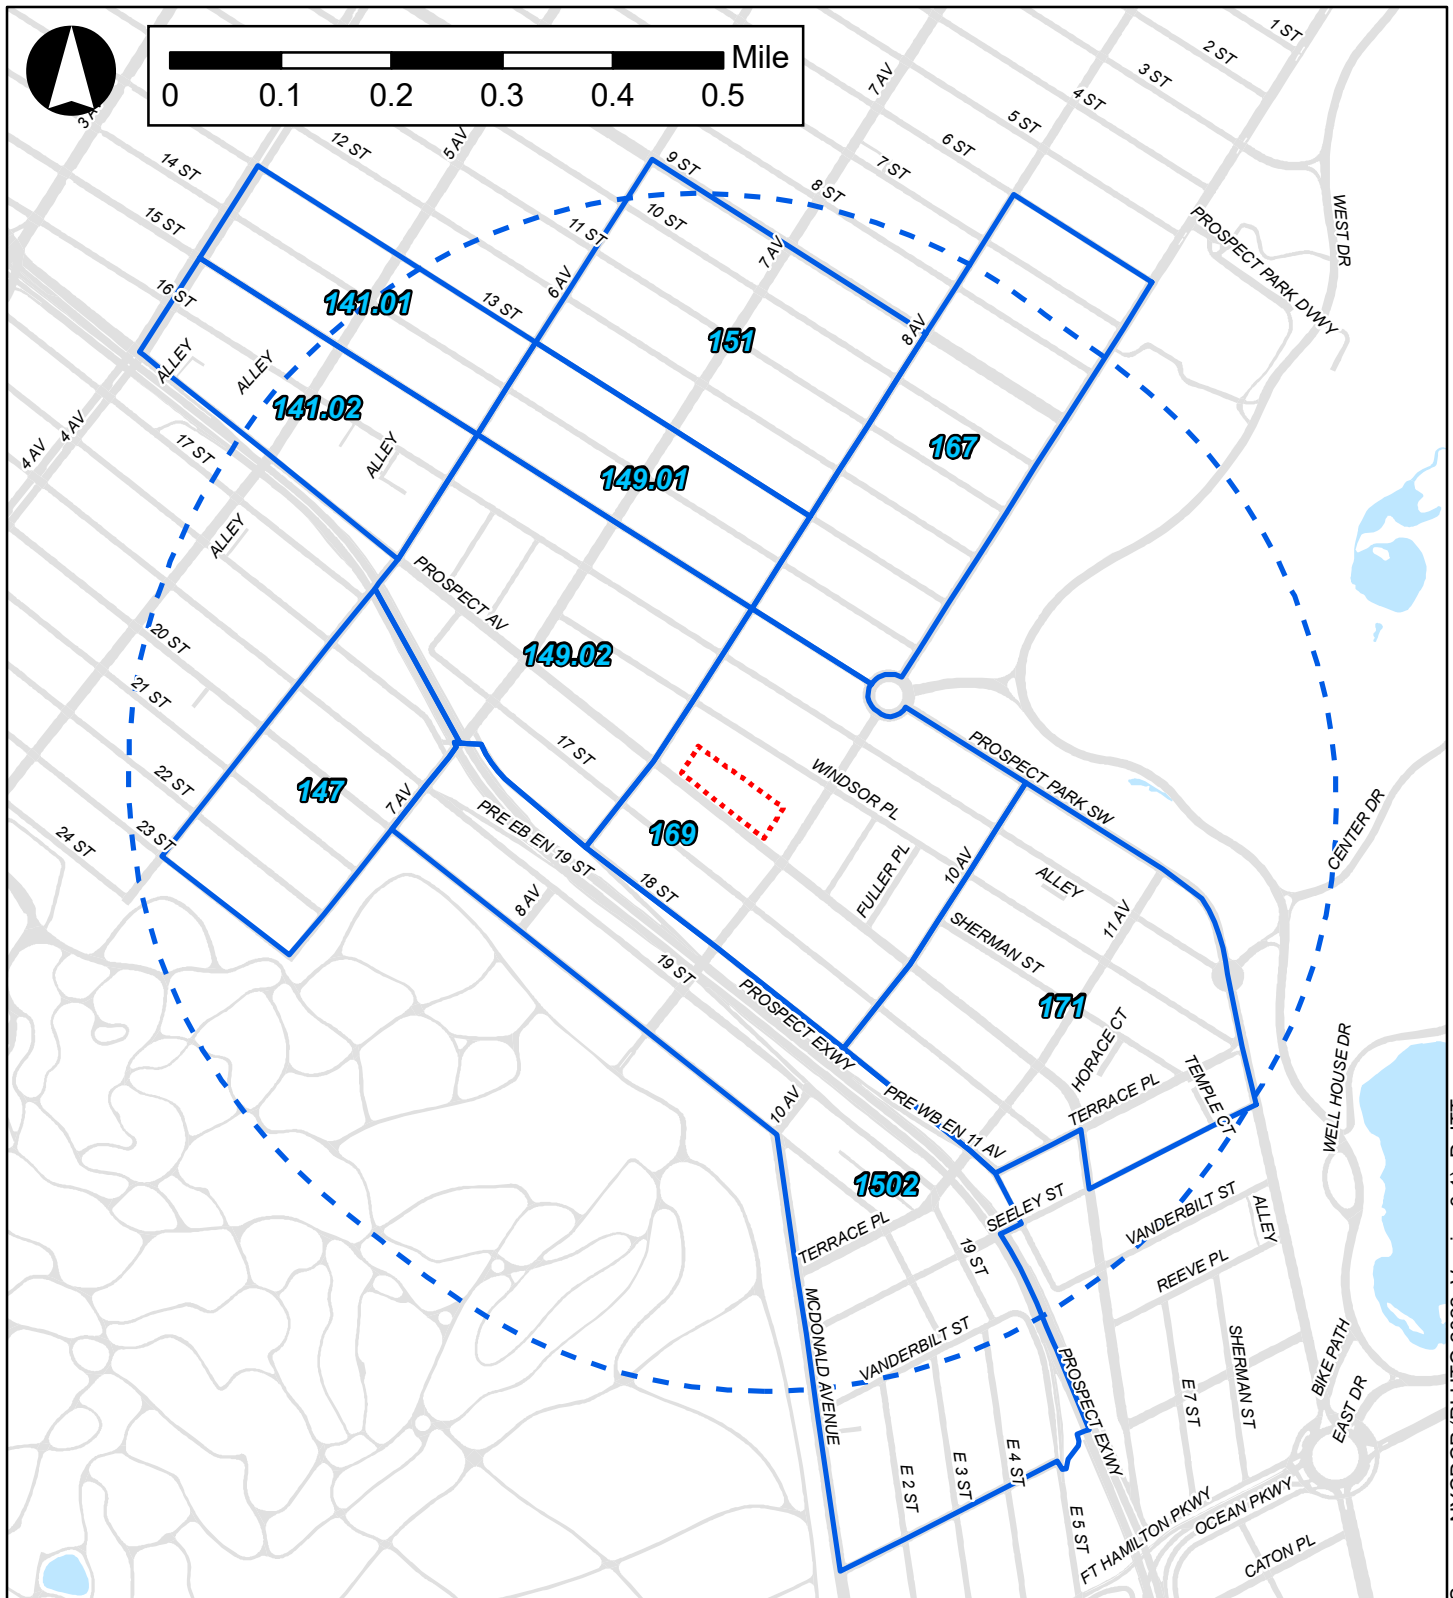 Mile
0
0.1
0.2
0.3
0.4
0.5
1 ST
2 ST
3 ST
4 ST
5 ST
6 ST
7 ST
8 ST
9 ST
10 ST
11 ST
12 ST
13 ST
14 ST
15 ST
16 ST
5 AV
7 AV
6 AV
7 AV
8 AV
WEST DR
PROSPECT PARK DVWY
141.01
151
ALLEY
ALLEY
141.02
167
4 AV
4 AV
17 ST
ALLEY
149.01
ALLEY
PROSPECT AV
20 ST
149.02
21 ST
17 ST
22 ST
147
7 AV
23 ST
24 ST
PROSPECT PARK SW
WINDSOR PL
169
PRE EB EN 19 ST
18 ST
8 AV
FULLER PL
10 AV
ALLEY
11 AV
CENTER DR
SHERMAN ST
19 ST
171
PROSPECT EXWY
HORACE CT
WELL HOUSE DR
TEMPLE CT
TERRACE PL
10 AV
PRE WB EN 11 AV
1502
SEELEY ST
VANDERBILT ST
ALLEY
TERRACE PL
19 ST
REEVE PL
MCDONALD AVENUE
VANDERBILT ST
PROSPECT EXWY
SHERMAN ST
E 7 ST
BIKE PATH
EAST DR
E 2 ST
E 3 ST
E 4 ST
E 5 ST
FT HAMILTON PKWY
OCEAN PKWY
CATON PL